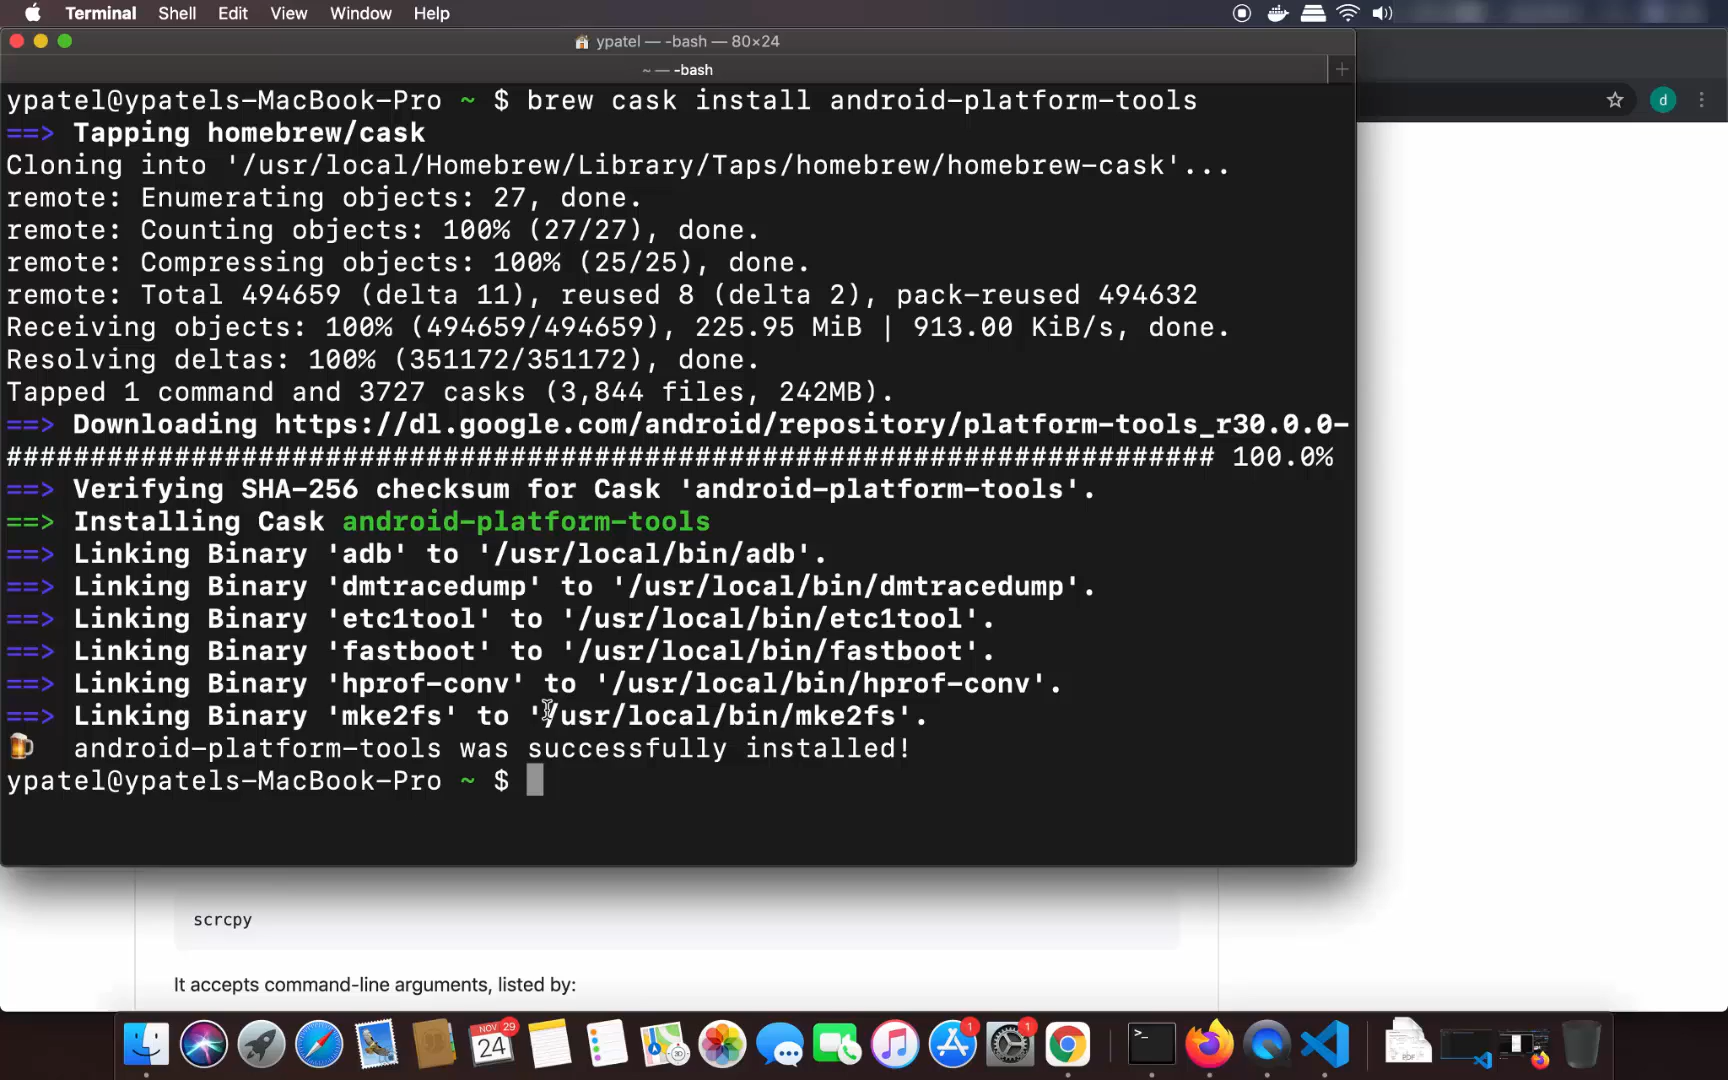 Terminal Shell Edit View Window Help
ypatel — -bash — 80×24
~ — -bash
ypatel@ypatels-MacBook-Pro ~ $ brew cask install android-platform-tools
==> Tapping homebrew/cask
Cloning into '/usr/local/Homebrew/Library/Taps/homebrew/homebrew-cask'...
remote: Enumerating objects: 27, done.
remote: Counting objects: 100% (27/27), done.
remote: Compressing objects: 100% (25/25), done.
remote: Total 494659 (delta 11), reused 8 (delta 2), pack-reused 494632
Receiving objects: 100% (494659/494659), 225.95 MiB | 913.00 KiB/s, done.
Resolving deltas: 100% (351172/351172), done.
Tapped 1 command and 3727 casks (3,844 files, 242MB).
==> Downloading https://dl.google.com/android/repository/platform-tools_r30.0.0-
######################################################################## 100.0%
==> Verifying SHA-256 checksum for Cask 'android-platform-tools'.
==> Installing Cask android-platform-tools
==> Linking Binary 'adb' to '/usr/local/bin/adb'.
==> Linking Binary 'dmtracedump' to '/usr/local/bin/dmtracedump'.
==> Linking Binary 'etc1tool' to '/usr/local/bin/etc1tool'.
==> Linking Binary 'fastboot' to '/usr/local/bin/fastboot'.
==> Linking Binary 'hprof-conv' to '/usr/local/bin/hprof-conv'.
==> Linking Binary 'mke2fs' to '/usr/local/bin/mke2fs'.
🍺 android-platform-tools was successfully installed!
ypatel@ypatels-MacBook-Pro ~ $
d
scrcpy
It accepts command-line arguments, listed by:
NOV 29
24
3D
1
1
>_
PDF